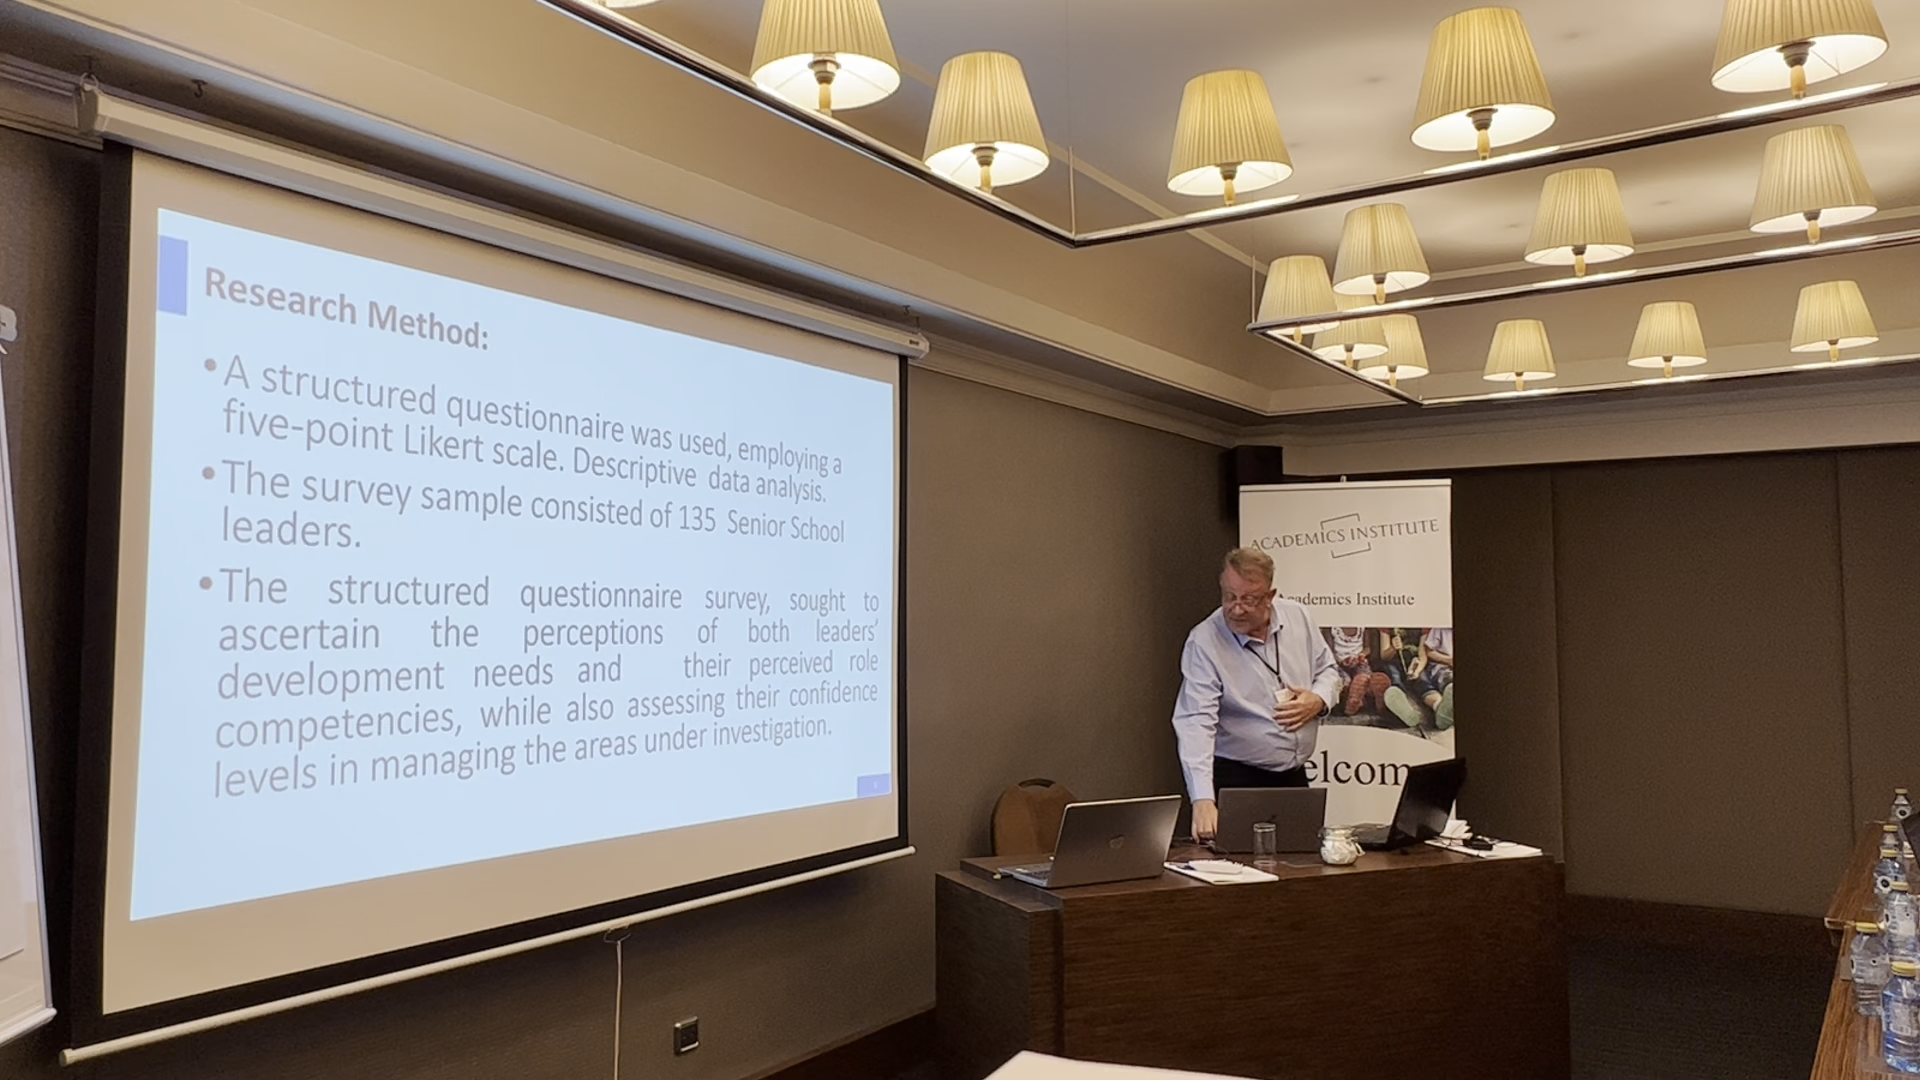 Research Method:
•A structured questionnaire was used, employing a
five-point Likert scale. Descriptive data analysis.
•The survey sample consisted of 135 Senior School
leaders.
•The structured questionnaire survey, sought to
ascertain the perceptions of both leaders'
development needs and their perceived role
competencies, while also assessing their confidence
levels in managing the areas under investigation.
ACADEMICS INSTITUTE
Academics Institute
elcom